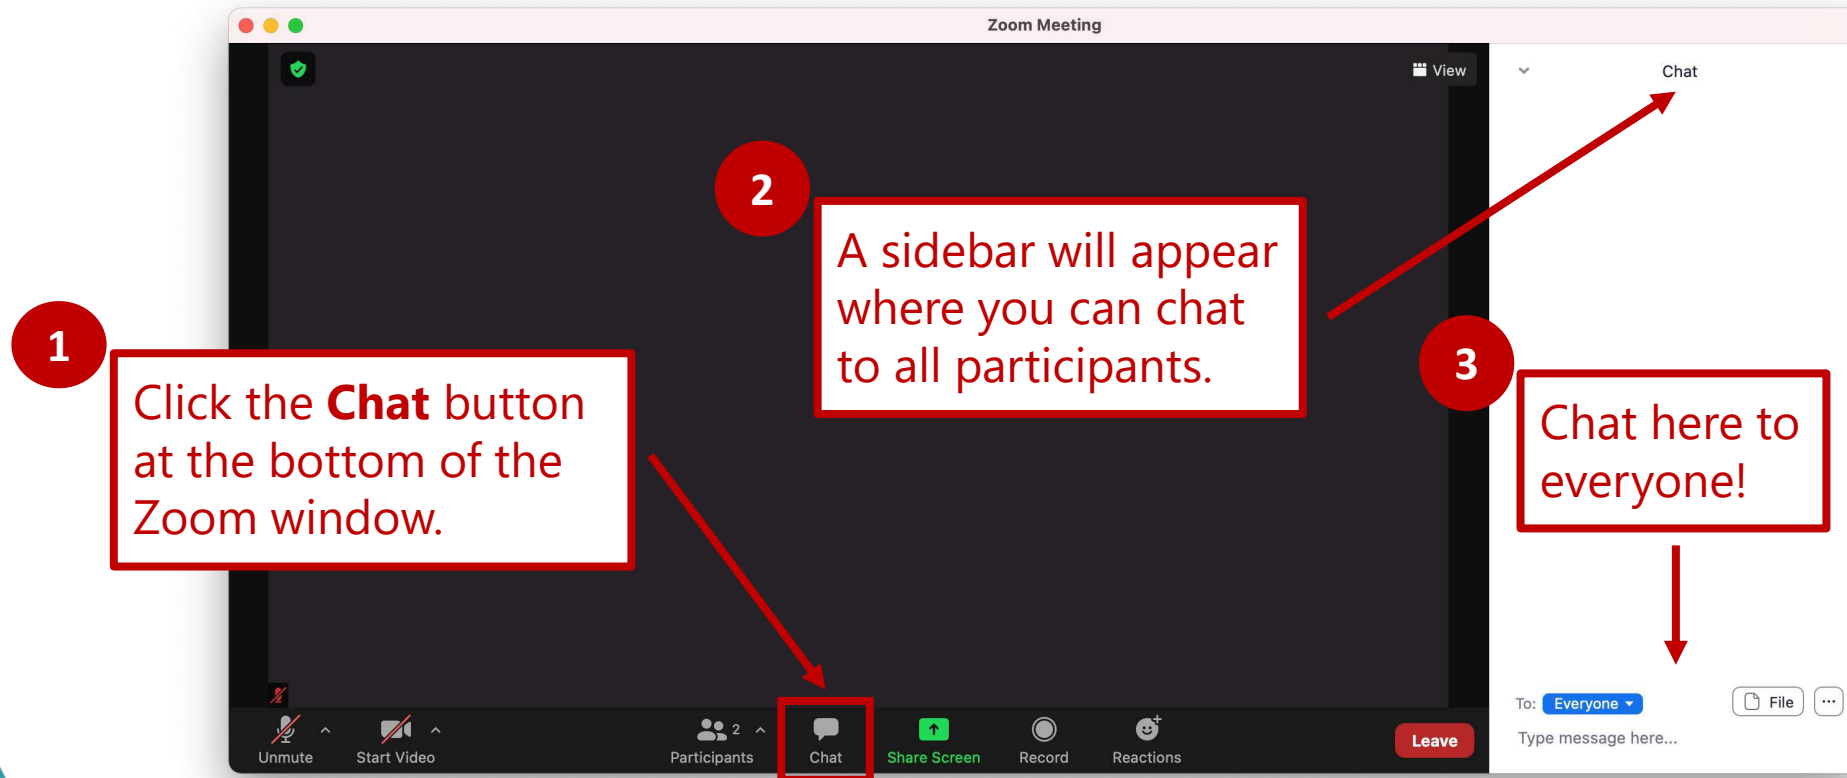 Zoom Meeting
View
Chat
2
A sidebar will appear
where you can chat
to all participants.
1
Click the Chat button
at the bottom of the
Zoom window.
3
Chat here to
everyone!
To: Everyone
File
Type message here...
Unmute
Start Video
2
Participants
Chat
Share Screen
Record
Reactions
Leave